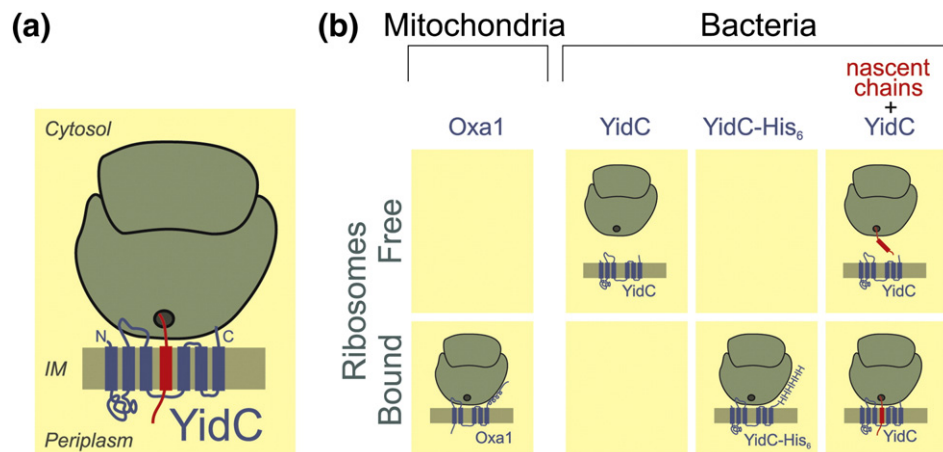 (a)
Cytosol
N
C
IM
YidC
Periplasm
(b)
Mitochondria
Bacteria
Oxa1
YidC
YidC-His₆
nascent
chains
+
YidC
Ribosomes
Free
YidC
YidC
Bound
Oxa1
HHHHHH
YidC-His₆
YidC